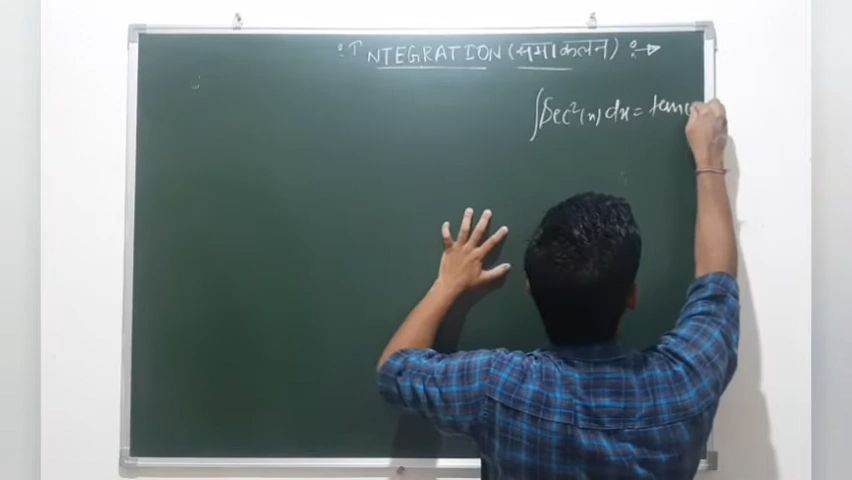 :INTEGRATION (समाकलन) :→
∫Sec²(x) dx = tan(